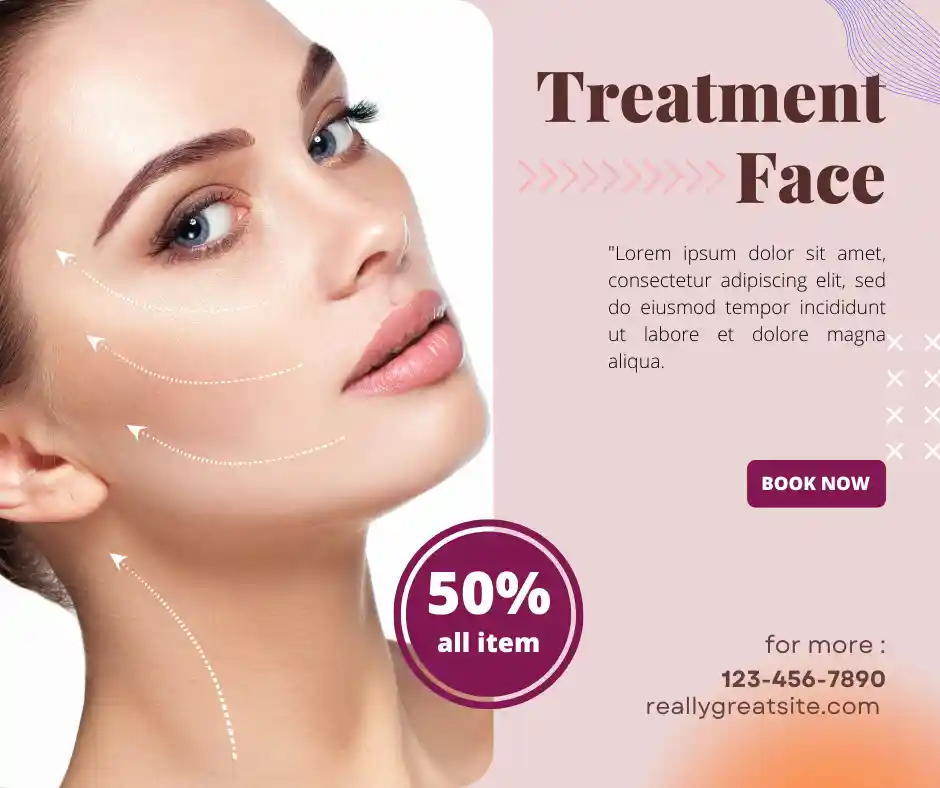 Treatment
Face
"Lorem ipsum dolor sit amet,
consectetur adipiscing elit, sed
do eiusmod tempor incididunt
ut labore et dolore magna
aliqua.
BOOK NOW
50%
all item
for more :
123-456-7890
reallygreatsite.com